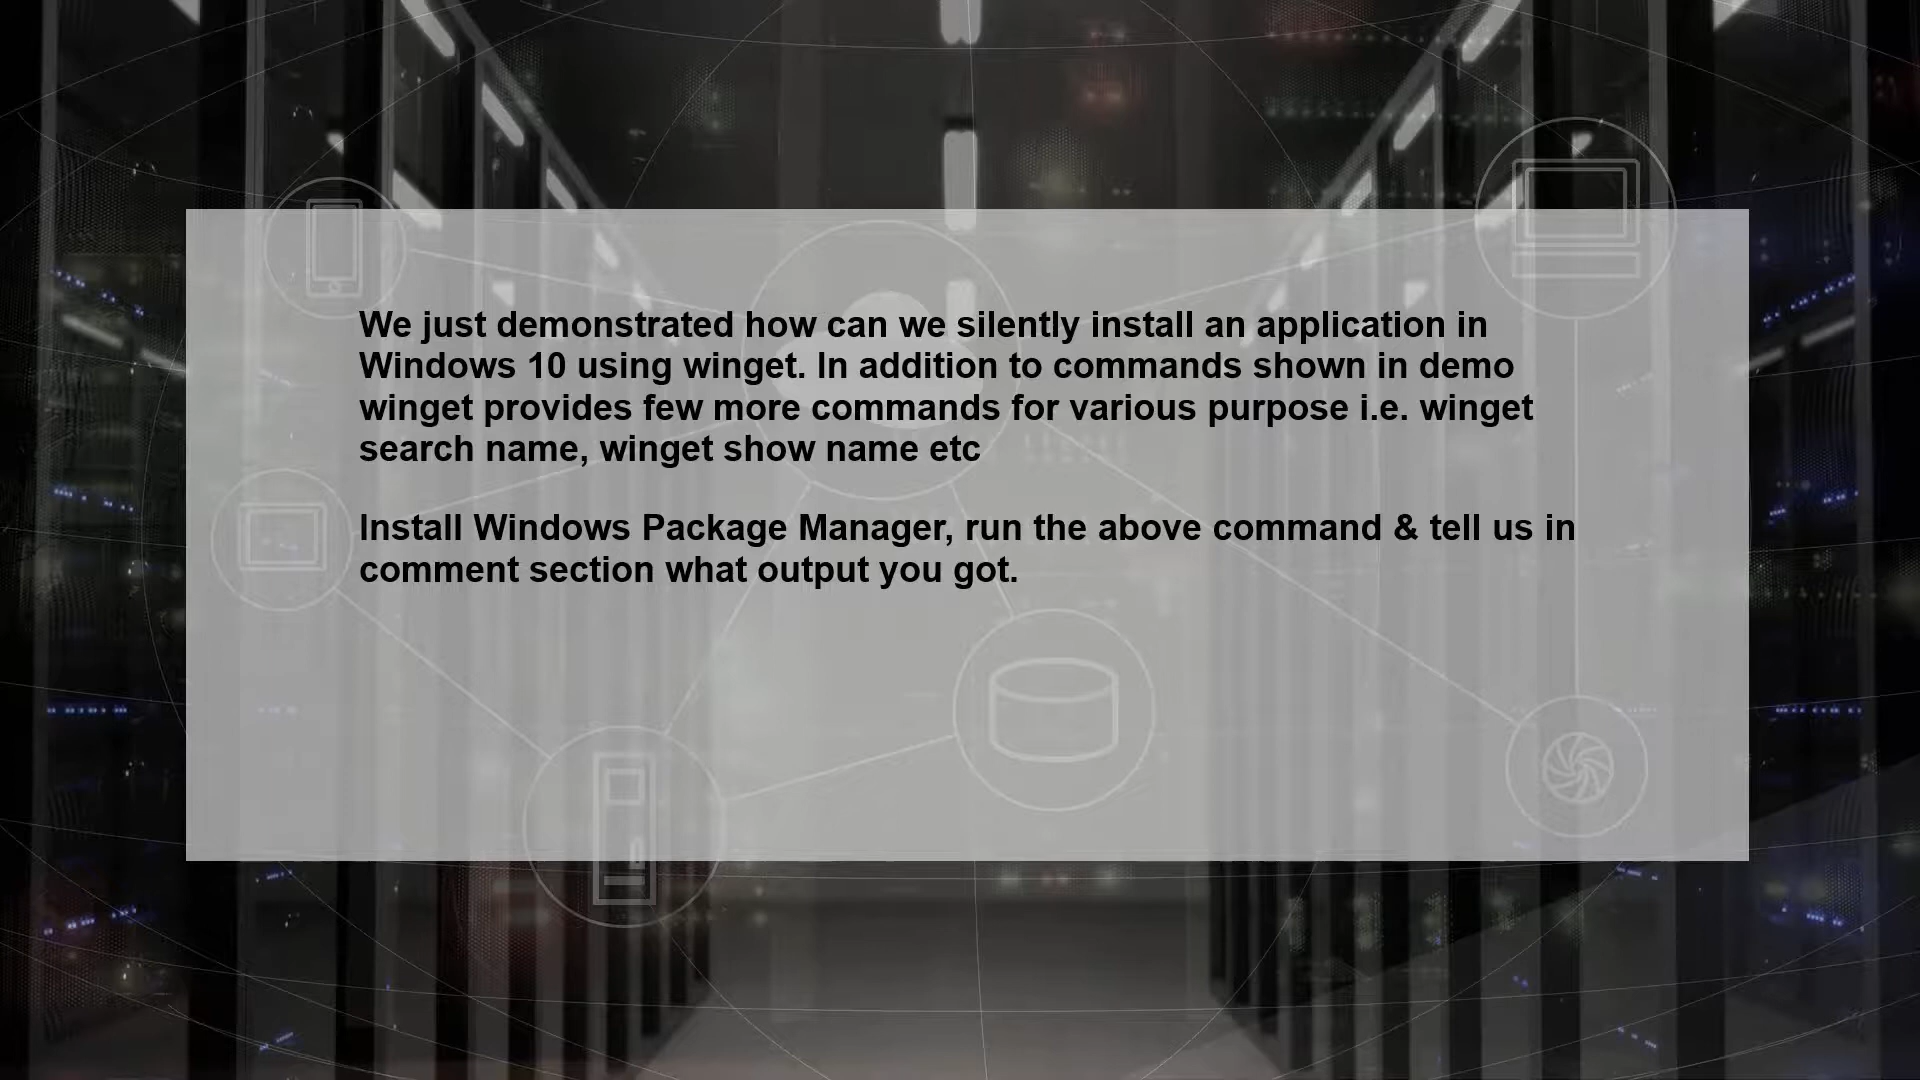 We just demonstrated how can we silently install an application in
Windows 10 using winget. In addition to commands shown in demo
winget provides few more commands for various purpose i.e. winget
search name, winget show name etc
Install Windows Package Manager, run the above command & tell us in
comment section what output you got.